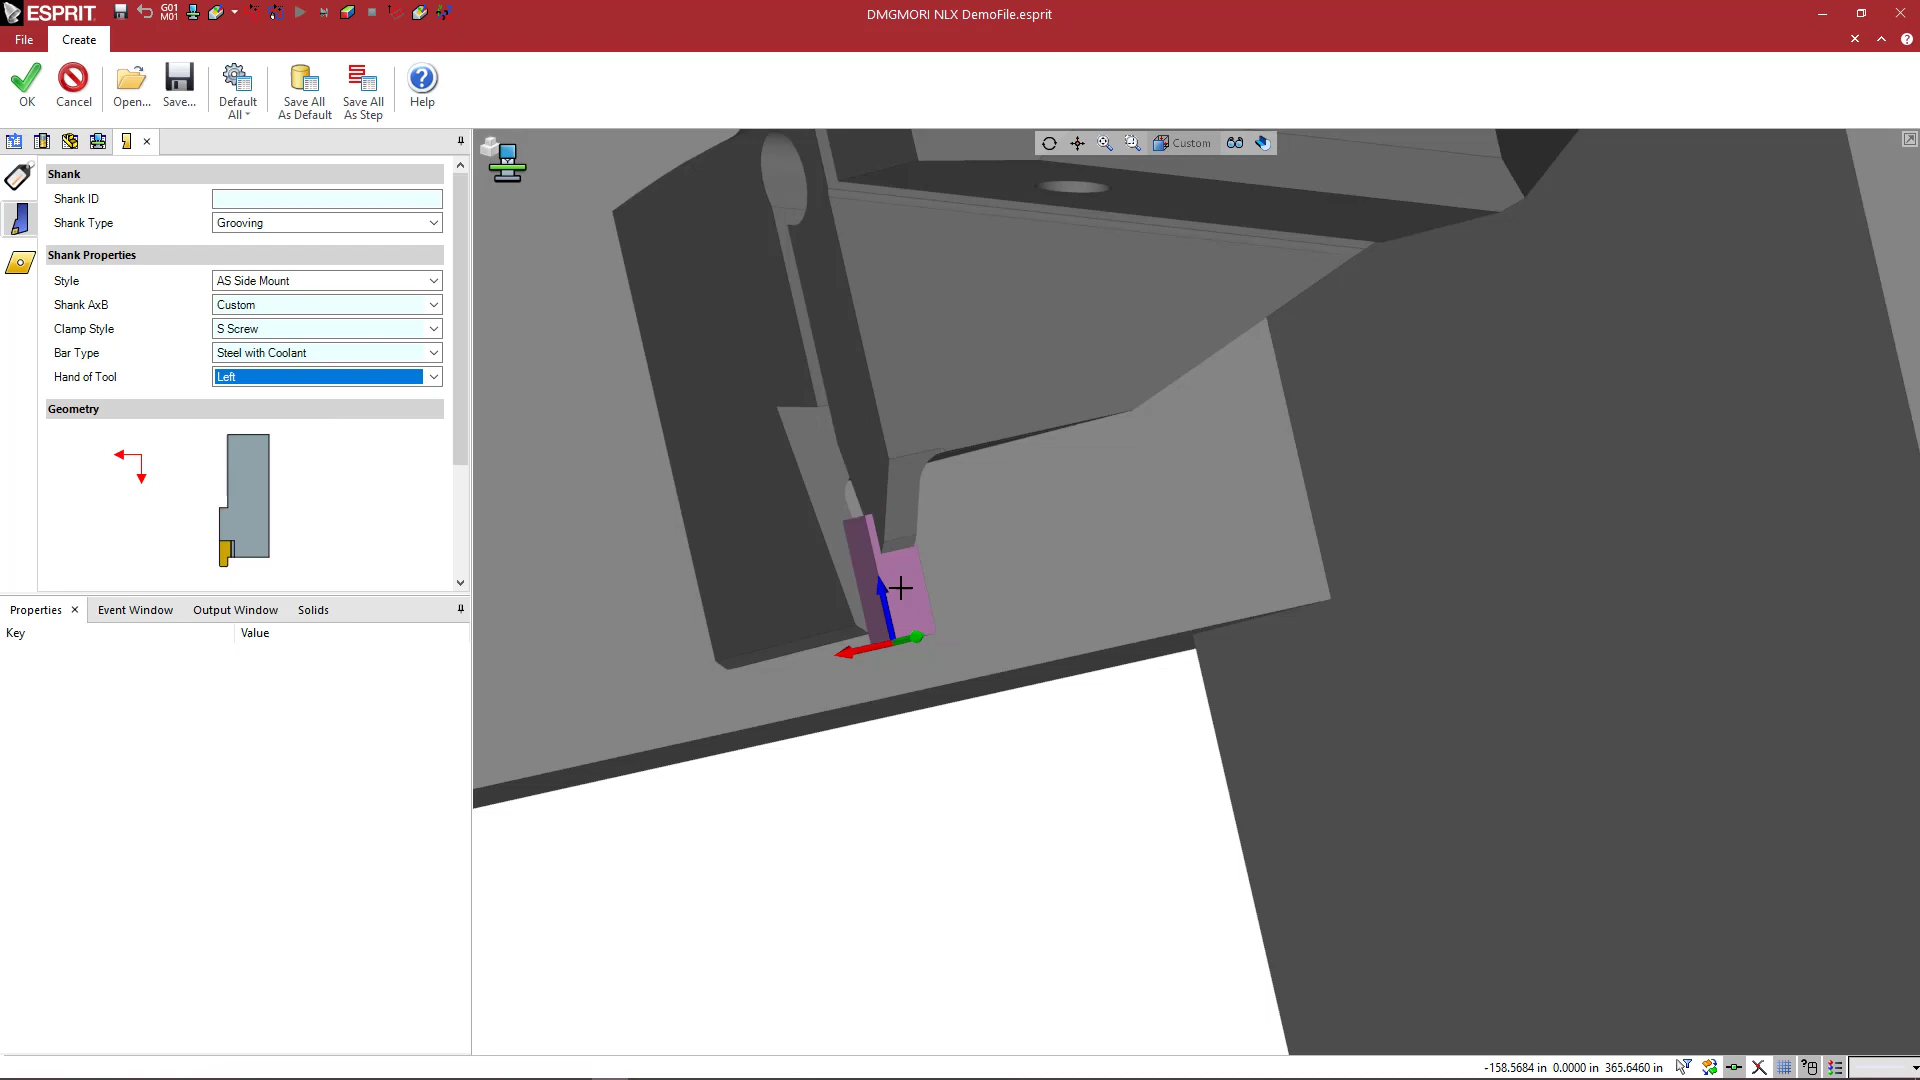 ESPRIT
G01
M01
DMGMORI NLX DemoFile.esprit
File
Create
OK
Cancel
Open...
Save...
Default
All
Save All
As Default
Save All
As Step
Help
Custom
Shank
Shank ID
Shank Type
Grooving
Shank Properties
Style
AS Side Mount
Shank AxB
Custom
Clamp Style
S Screw
Bar Type
Steel with Coolant
Hand of Tool
Left
Geometry
Properties
Event Window
Output Window
Solids
Key
Value
-158.5684 in 0.0000 in 365.6460 in